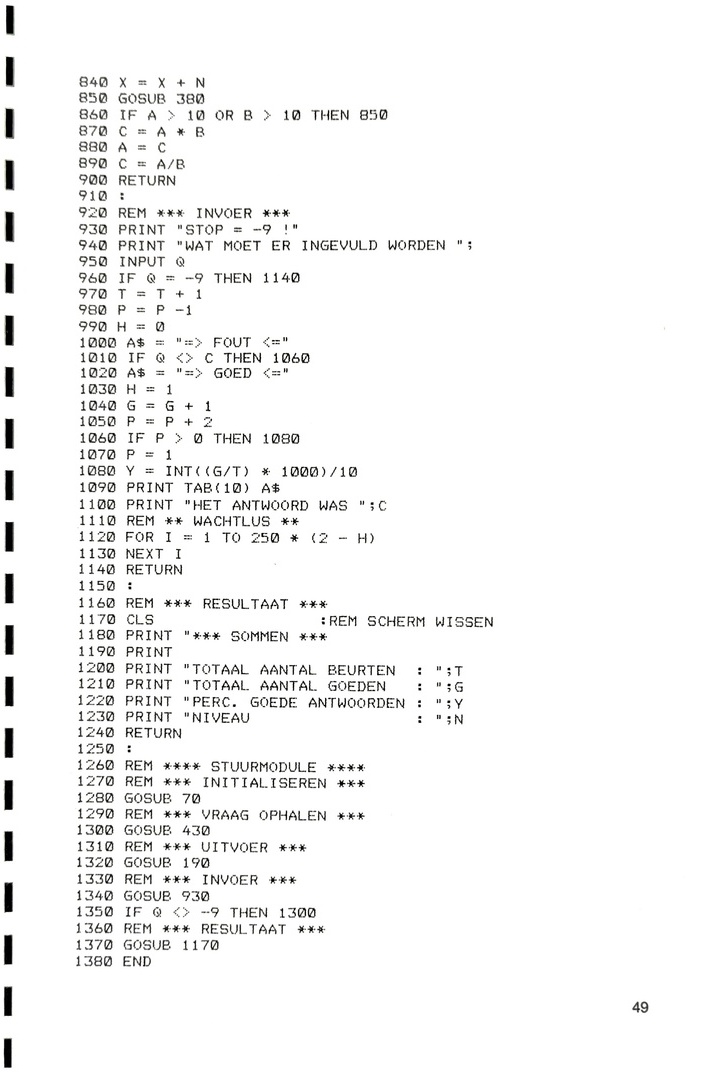 840 X = X + N
850 GOSUB 380
860 IF A > 10 OR B > 10 THEN 850
870 C = A * B
880 A = C
890 C = A/B
900 RETURN
910 :
920 REM *** INVOER ***
930 PRINT "STOP = -9 !"
940 PRINT "WAT MOET ER INGEVULD WORDEN ";
950 INPUT Q
960 IF Q = -9 THEN 1140
970 T = T + 1
980 P = P -1
990 H = 0
1000 A$ = "=> FOUT <="
1010 IF Q <> C THEN 1060
1020 A$ = "=> GOED <="
1030 H = 1
1040 G = G + 1
1050 P = P + 2
1060 IF P > 0 THEN 1080
1070 P = 1
1080 Y = INT((G/T) * 1000)/10
1090 PRINT TAB(10) A$
1100 PRINT "HET ANTWOORD WAS ";C
1110 REM ** WACHTLUS **
1120 FOR I = 1 TO 250 * (2 - H)
1130 NEXT I
1140 RETURN
1150 :
1160 REM *** RESULTAAT ***
1170 CLS                    :REM SCHERM WISSEN
1180 PRINT "*** SOMMEN ***
1190 PRINT
1200 PRINT "TOTAAL AANTAL BEURTEN  : ";T
1210 PRINT "TOTAAL AANTAL GOEDEN   : ";G
1220 PRINT "PERC. GOEDE ANTWOORDEN : ";Y
1230 PRINT "NIVEAU                 : ";N
1240 RETURN
1250 :
1260 REM **** STUURMODULE ****
1270 REM *** INITIALISEREN ***
1280 GOSUB 70
1290 REM *** VRAAG OPHALEN ***
1300 GOSUB 430
1310 REM *** UITVOER ***
1320 GOSUB 190
1330 REM *** INVOER ***
1340 GOSUB 930
1350 IF Q <> -9 THEN 1300
1360 REM *** RESULTAAT ***
1370 GOSUB 1170
1380 END
49